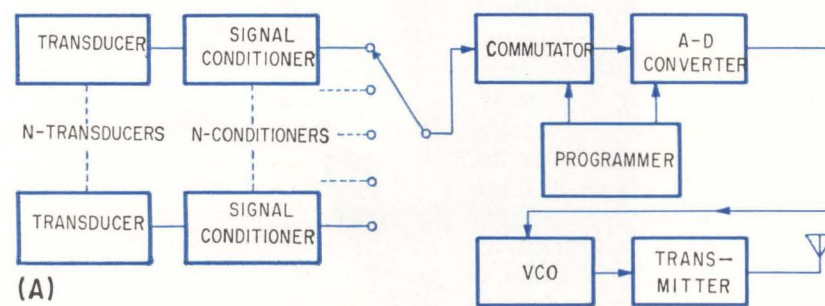 TRANSDUCER
SIGNAL
CONDITIONER
COMMUTATOR
A-D
CONVERTER
N-TRANSDUCERS
N-CONDITIONERS
PROGRAMMER
TRANSDUCER
SIGNAL
CONDITIONER
VCO
TRANS-
MITTER
(A)